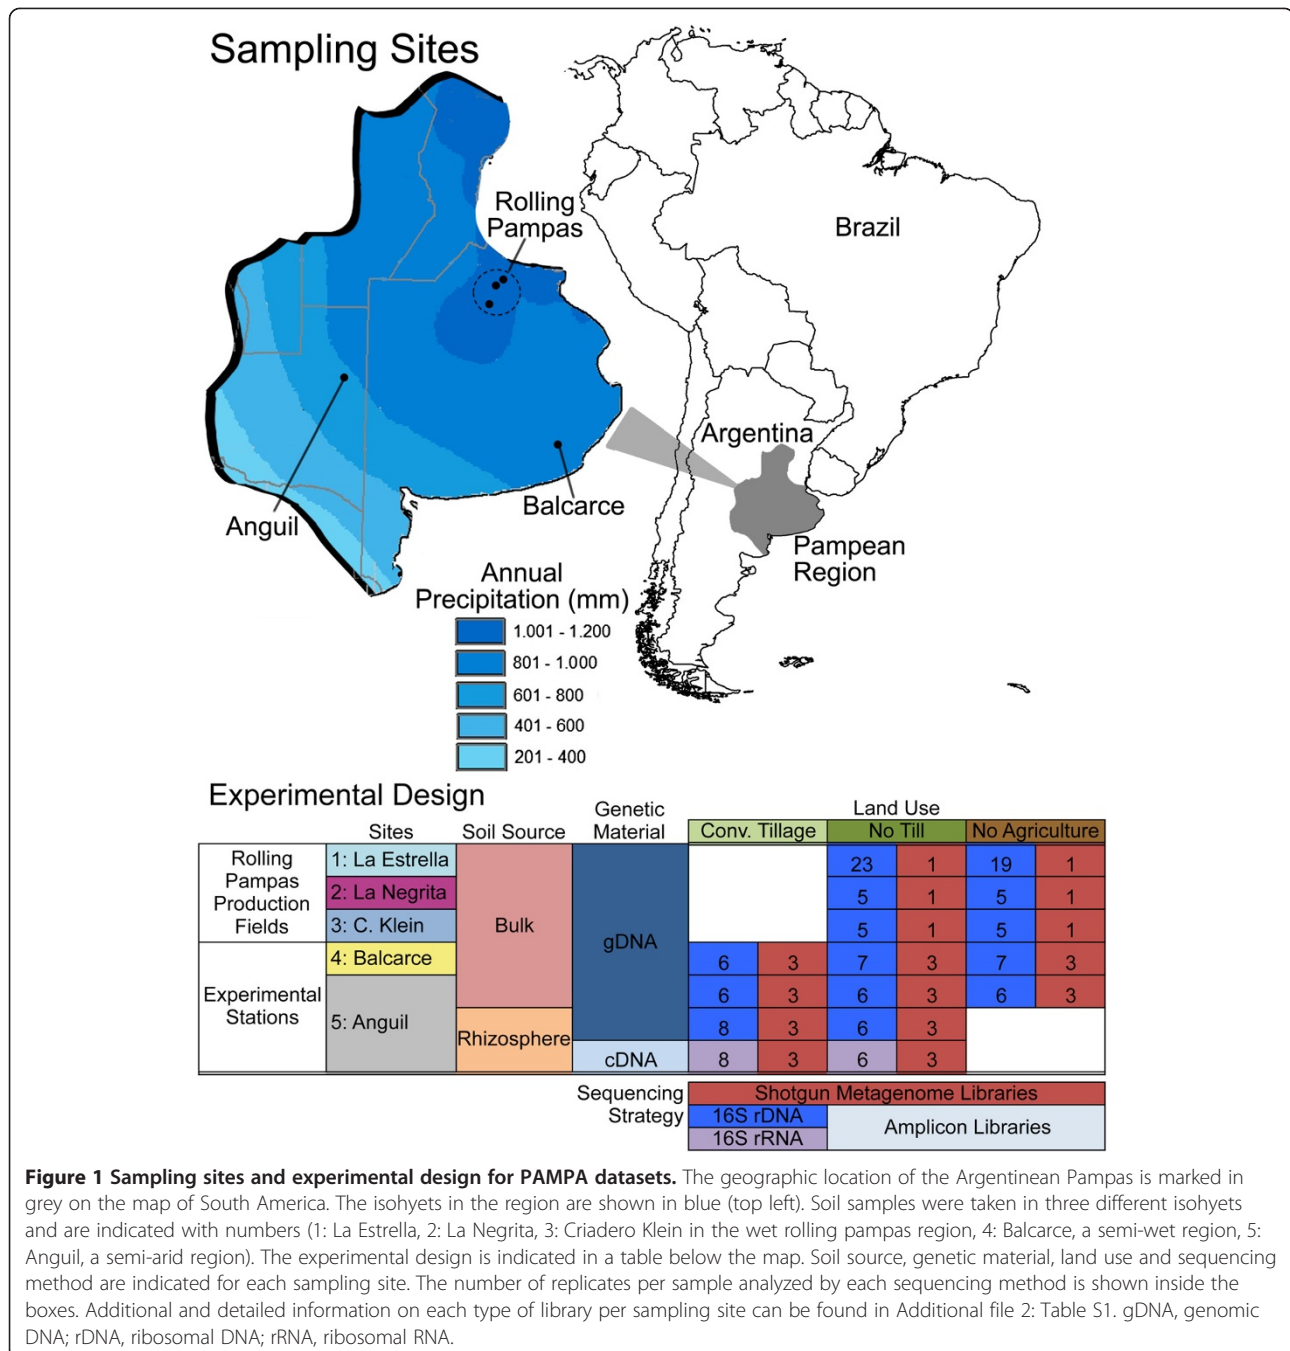 Sampling Sites
Rolling
Pampas
Brazil
Argentina
Anguil
Balcarce
Pampean
Region
Annual
Precipitation (mm)
1.001 - 1.200
801 - 1.000
601 - 800
401 - 600
201 - 400
Experimental Design
Sites
Soil Source
Genetic
Material
Land Use
Conv. Tillage
No Till
No Agriculture
Rolling
Pampas
Production
Fields
1: La Estrella
23 1 19 1
2: La Negrita
5 1 5 1
3: C. Klein
5 1 5 1
Bulk
gDNA
4: Balcarce
6 3 7 3 7 3
Experimental
Stations
5: Anguil
6 3 6 3 6 3
Rhizosphere
8 3 6 3
cDNA
8 3 6 3
Sequencing
Strategy
Shotgun Metagenome Libraries
16S rDNA
16S rRNA
Amplicon Libraries
Figure 1 Sampling sites and experimental design for PAMPA datasets. The geographic location of the Argentinean Pampas is marked in
grey on the map of South America. The isohyets in the region are shown in blue (top left). Soil samples were taken in three different isohyets
and are indicated with numbers (1: La Estrella, 2: La Negrita, 3: Criadero Klein in the wet rolling pampas region, 4: Balcarce, a semi-wet region, 5:
Anguil, a semi-arid region). The experimental design is indicated in a table below the map. Soil source, genetic material, land use and sequencing
method are indicated for each sampling site. The number of replicates per sample analyzed by each sequencing method is shown inside the
boxes. Additional and detailed information on each type of library per sampling site can be found in Additional file 2: Table S1. gDNA, genomic
DNA; rDNA, ribosomal DNA; rRNA, ribosomal RNA.